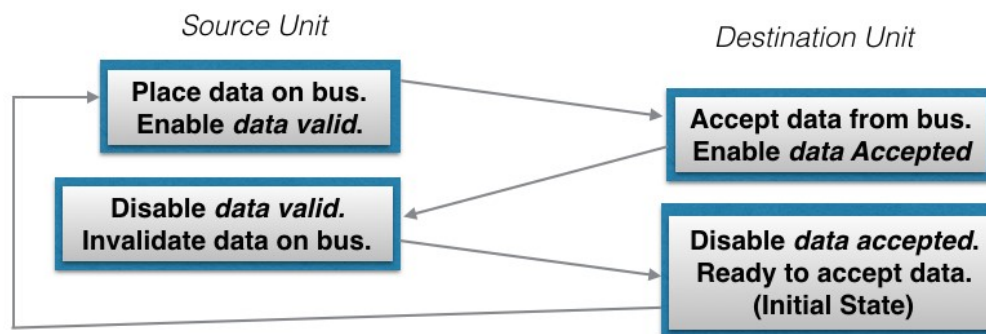 Source Unit
Destination Unit
Place data on bus.
Enable data valid.
Accept data from bus.
Enable data Accepted
Disable data valid.
Invalidate data on bus.
Disable data accepted.
Ready to accept data.
(Initial State)